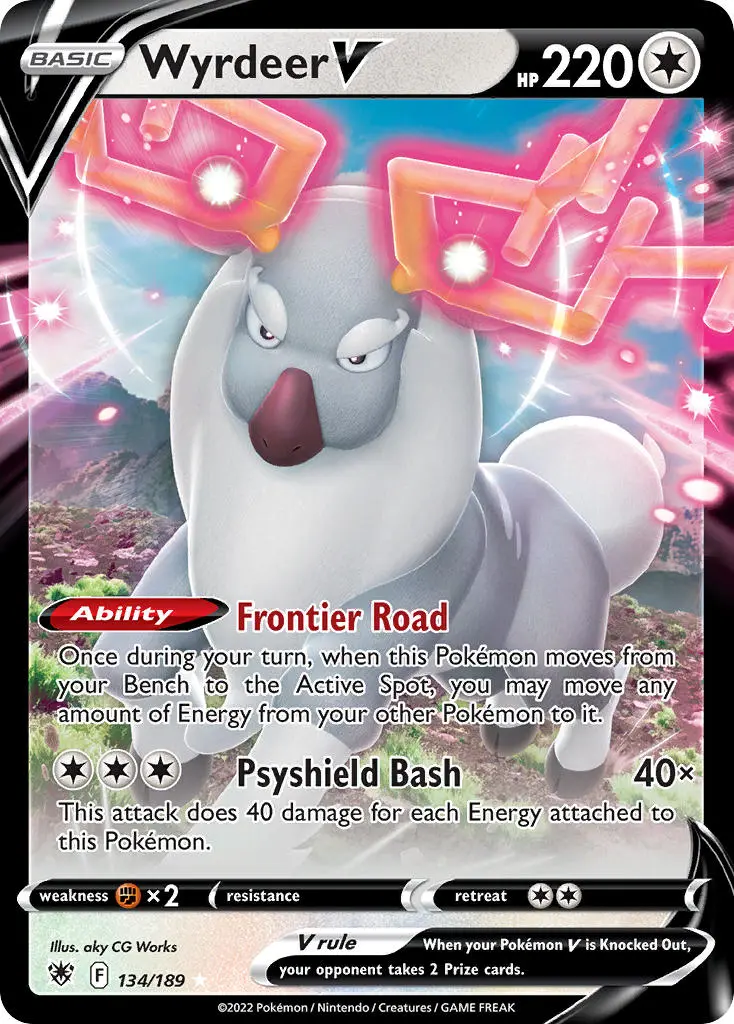 BASIC
Wyrdeer V
HP 220
Ability Frontier Road
Once during your turn, when this Pokémon moves from
your Bench to the Active Spot, you may move any
amount of Energy from your other Pokémon to it.
Psyshield Bash 40×
This attack does 40 damage for each Energy attached to
this Pokémon.
weakness ×2 resistance retreat
Illus. aky CG Works
V rule When your Pokémon V is Knocked Out,
your opponent takes 2 Prize cards.
F 134/189
©2022 Pokémon / Nintendo / Creatures / GAME FREAK